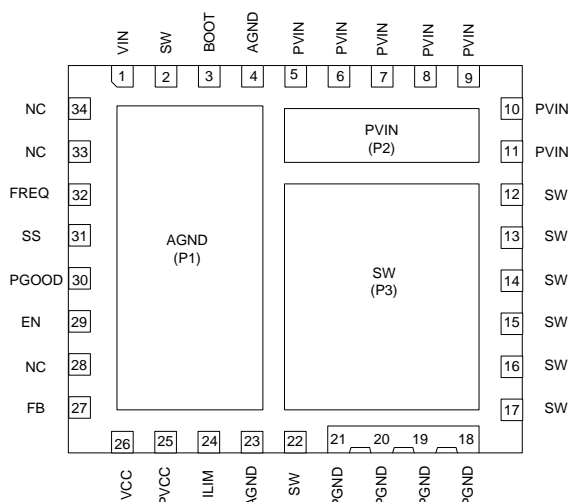 VIN SW BOOT AGND PVIN PVIN PVIN PVIN PVIN
1 2 3 4 5 6 7 8 9
NC 34
NC 33
FREQ 32
SS 31
PGOOD 30
EN 29
NC 28
FB 27
AGND
(P1)
PVIN
(P2)
SW
(P3)
10 PVIN
11 PVIN
12 SW
13 SW
14 SW
15 SW
16 SW
17 SW
26 25 24 23 22 21 20 19 18
VCC PVCC ILIM AGND SW PGND PGND PGND PGND